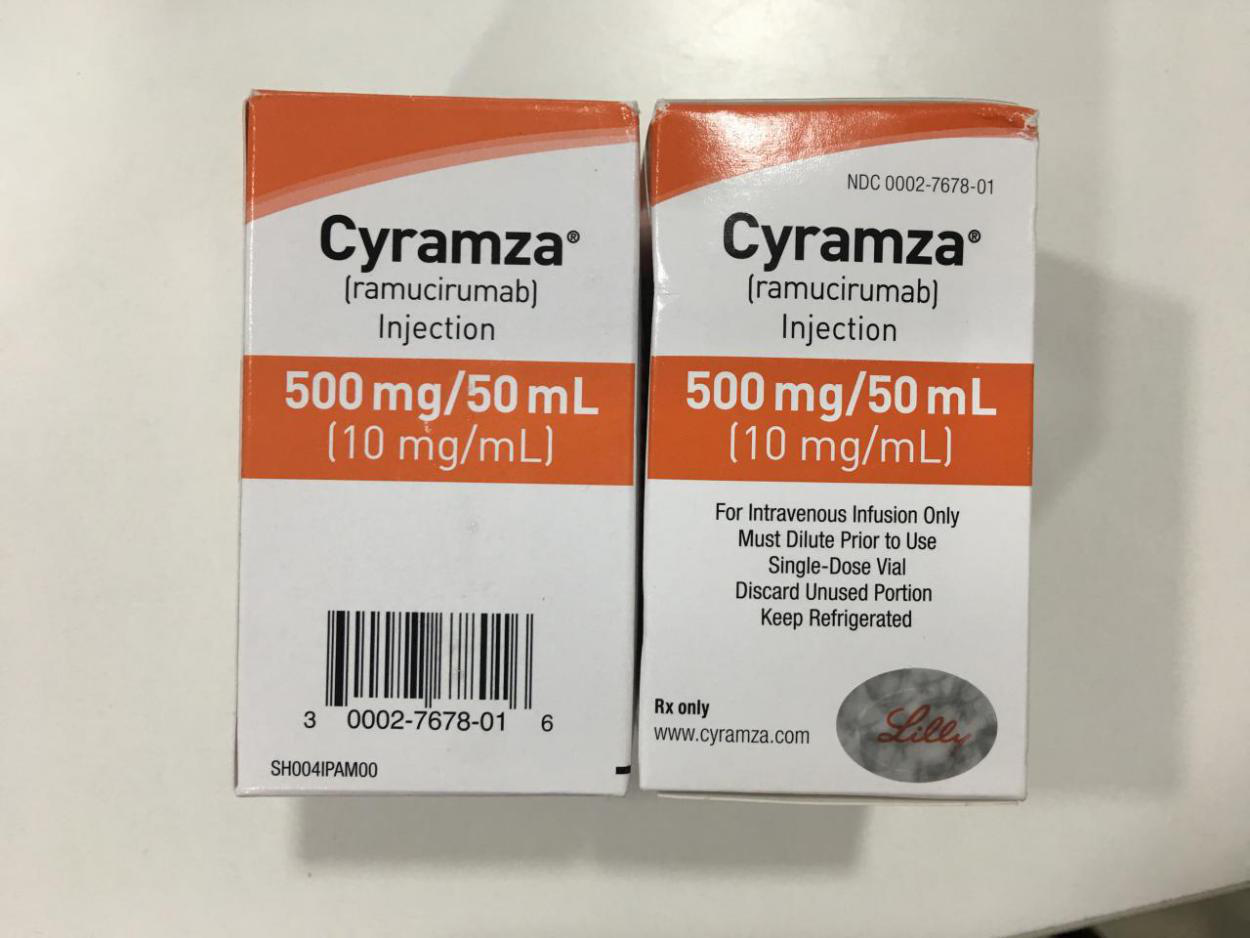 Cyramza®
(ramucirumab)
Injection
500 mg/50 mL
(10 mg/mL)
3 0002-7678-01 6
SH004IPAM00
NDC 0002-7678-01
Cyramza®
(ramucirumab)
Injection
500 mg/50 mL
(10 mg/mL)
For Intravenous Infusion Only
Must Dilute Prior to Use
Single-Dose Vial
Discard Unused Portion
Keep Refrigerated
Rx only
www.cyramza.com
Lilly